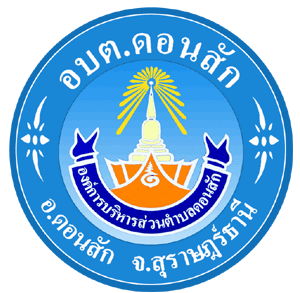 อบต.ดอนสัก
องค์การบริหารส่วนตำบลดอนสัก
อ.ดอนสัก จ.สุราษฎร์ธานี